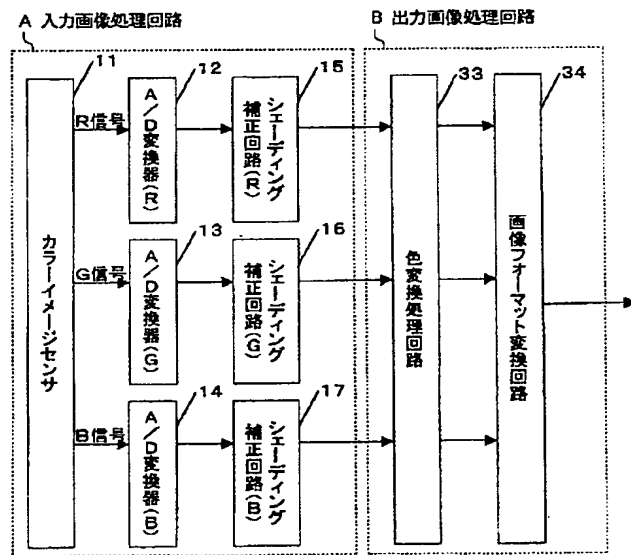 A 入力画像処理回路
B 出力画像処理回路
11
カラーイメージセンサ
R信号
12
A/D変換器(R)
15
シェーディング
補正回路(R)
G信号
13
A/D変換器(G)
16
シェーディング
補正回路(G)
B信号
14
A/D変換器(B)
17
シェーディング
補正回路(B)
33
色変換処理回路
34
画像フォーマット変換回路